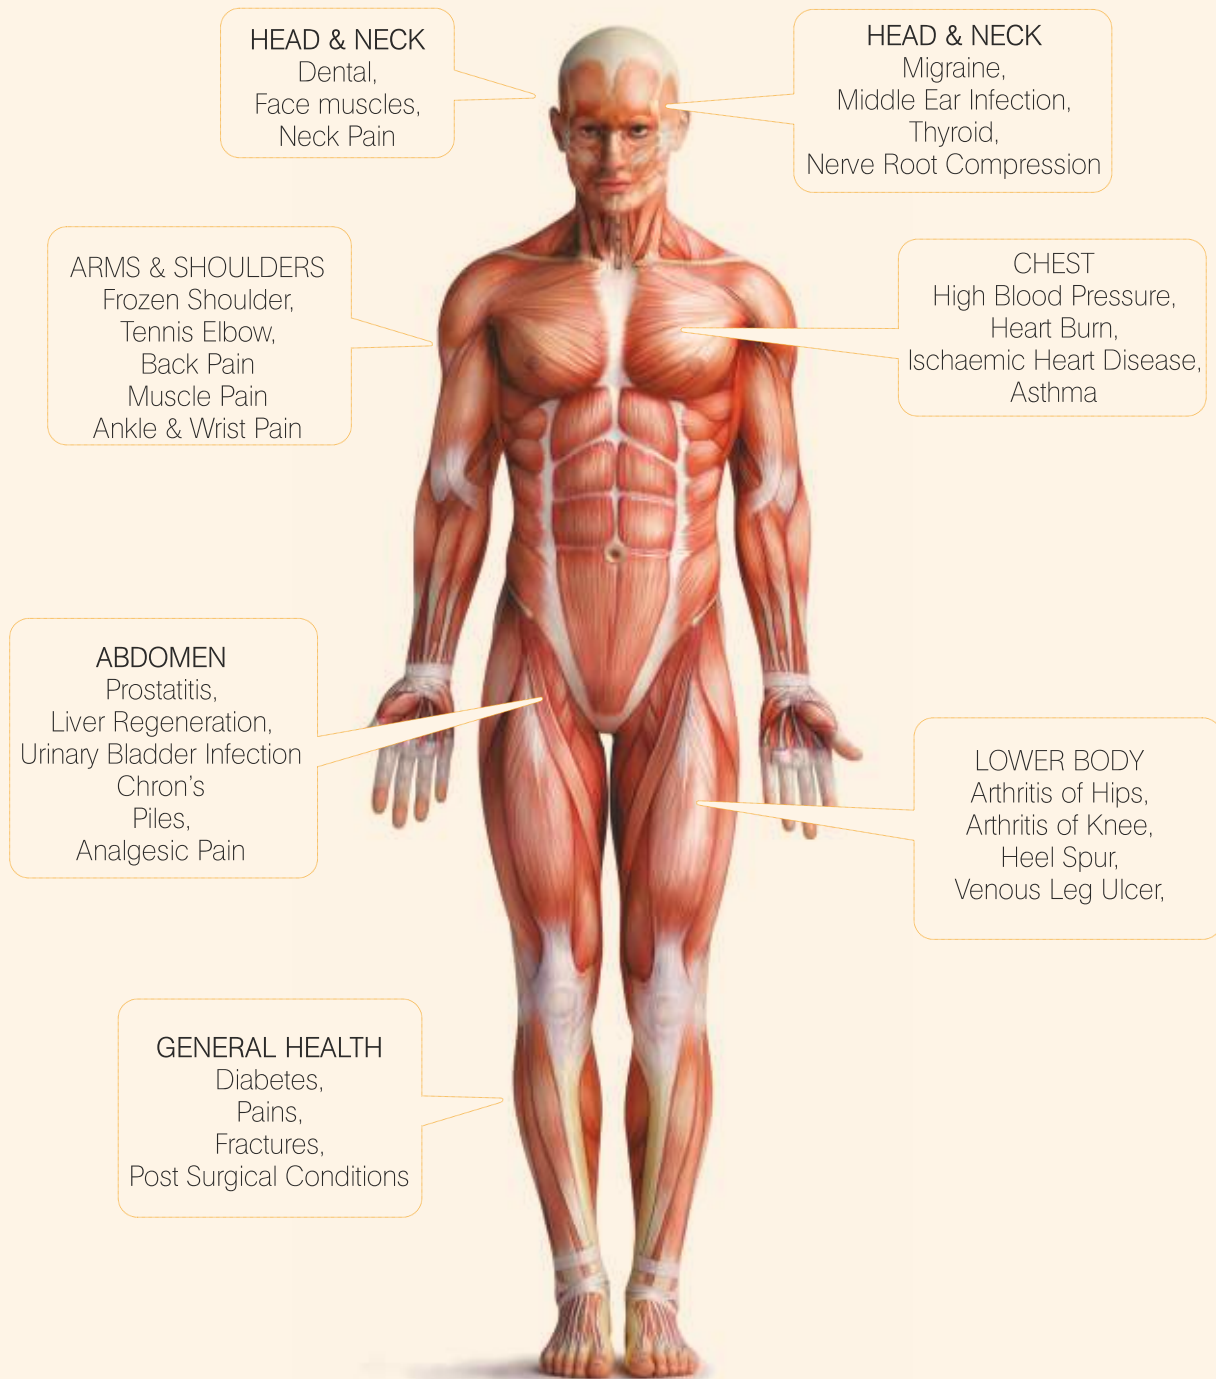 HEAD & NECK
Dental,
Face muscles,
Neck Pain
HEAD & NECK
Migraine,
Middle Ear Infection,
Thyroid,
Nerve Root Compression
ARMS & SHOULDERS
Frozen Shoulder,
Tennis Elbow,
Back Pain
Muscle Pain
Ankle & Wrist Pain
CHEST
High Blood Pressure,
Heart Burn,
Ischaemic Heart Disease,
Asthma
ABDOMEN
Prostatitis,
Liver Regeneration,
Urinary Bladder Infection
Chron's
Piles,
Analgesic Pain
LOWER BODY
Arthritis of Hips,
Arthritis of Knee,
Heel Spur,
Venous Leg Ulcer,
GENERAL HEALTH
Diabetes,
Pains,
Fractures,
Post Surgical Conditions